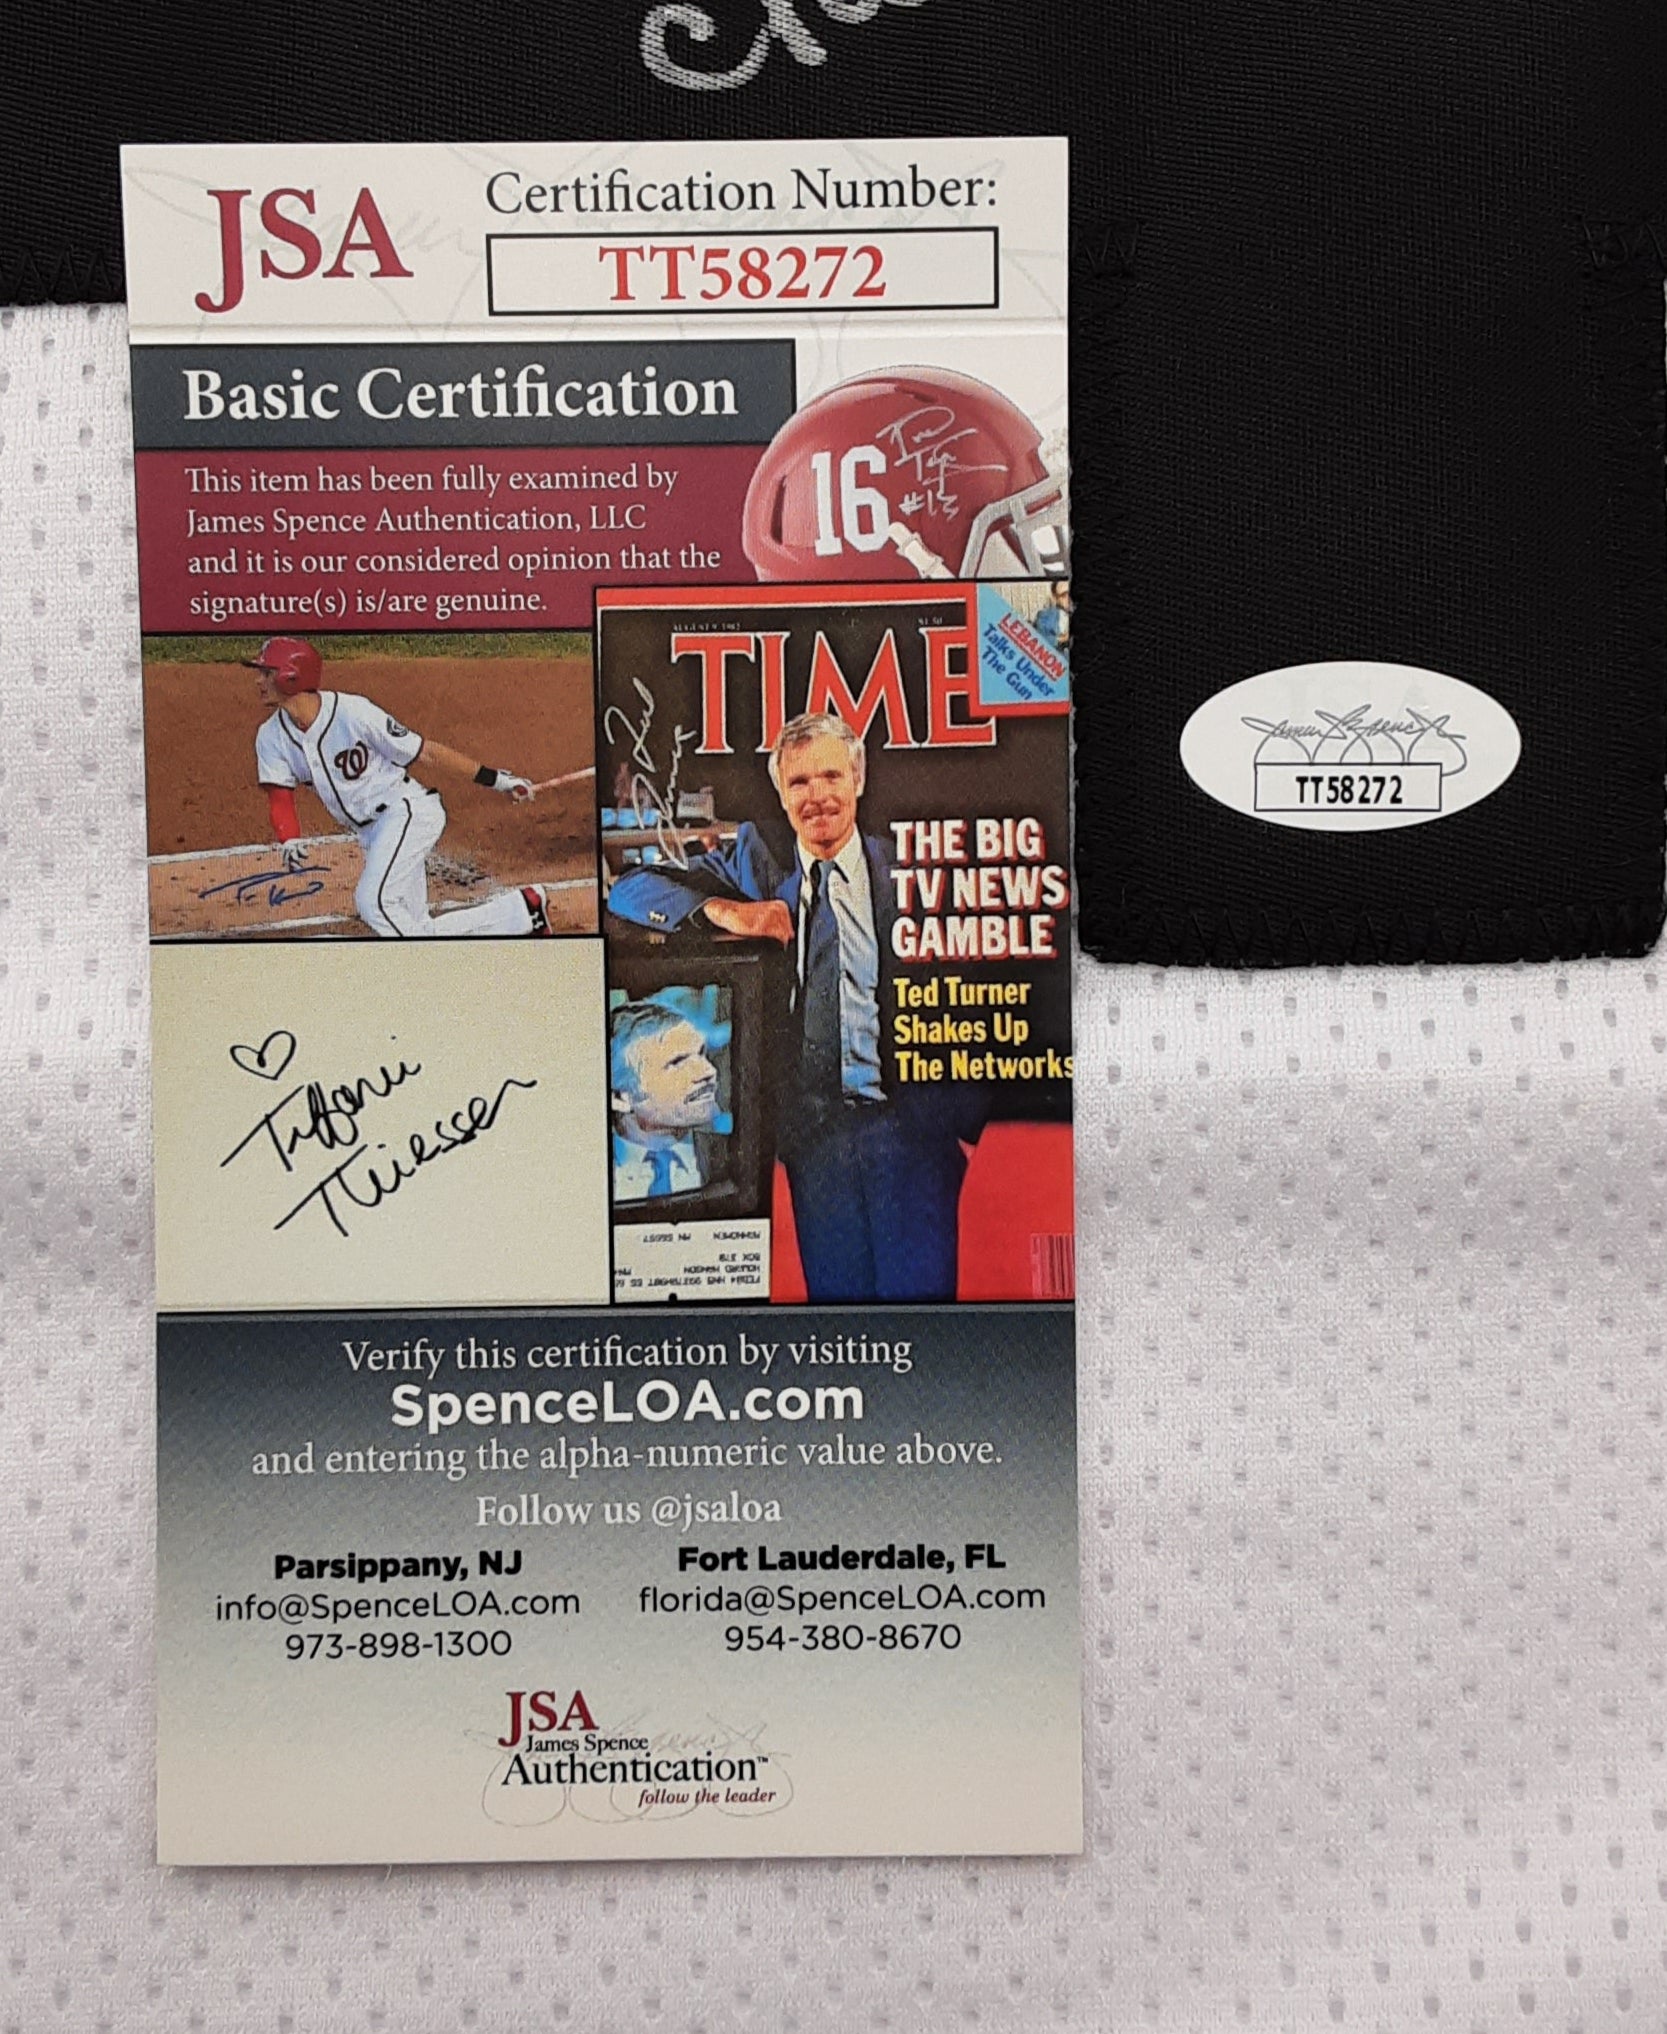 JSA
Certification Number:
TT58272
Basic Certification
This item has been fully examined by
James Spence Authentication, LLC
and it is our considered opinion that the
signature(s) is/are genuine.
16
#13
TIME
LEBANON
Talks Under
The Gun
THE BIG
TV NEWS
GAMBLE
Ted Turner
Shakes Up
The Networks
W
Tiffani
Thiessen
TT58272
Verify this certification by visiting
SpenceLOA.com
and entering the alpha-numeric value above.
Follow us @jsaloa
Parsippany, NJ
info@SpenceLOA.com
973-898-1300
Fort Lauderdale, FL
florida@SpenceLOA.com
954-380-8670
JSA
James Spence
Authentication™
follow the leader